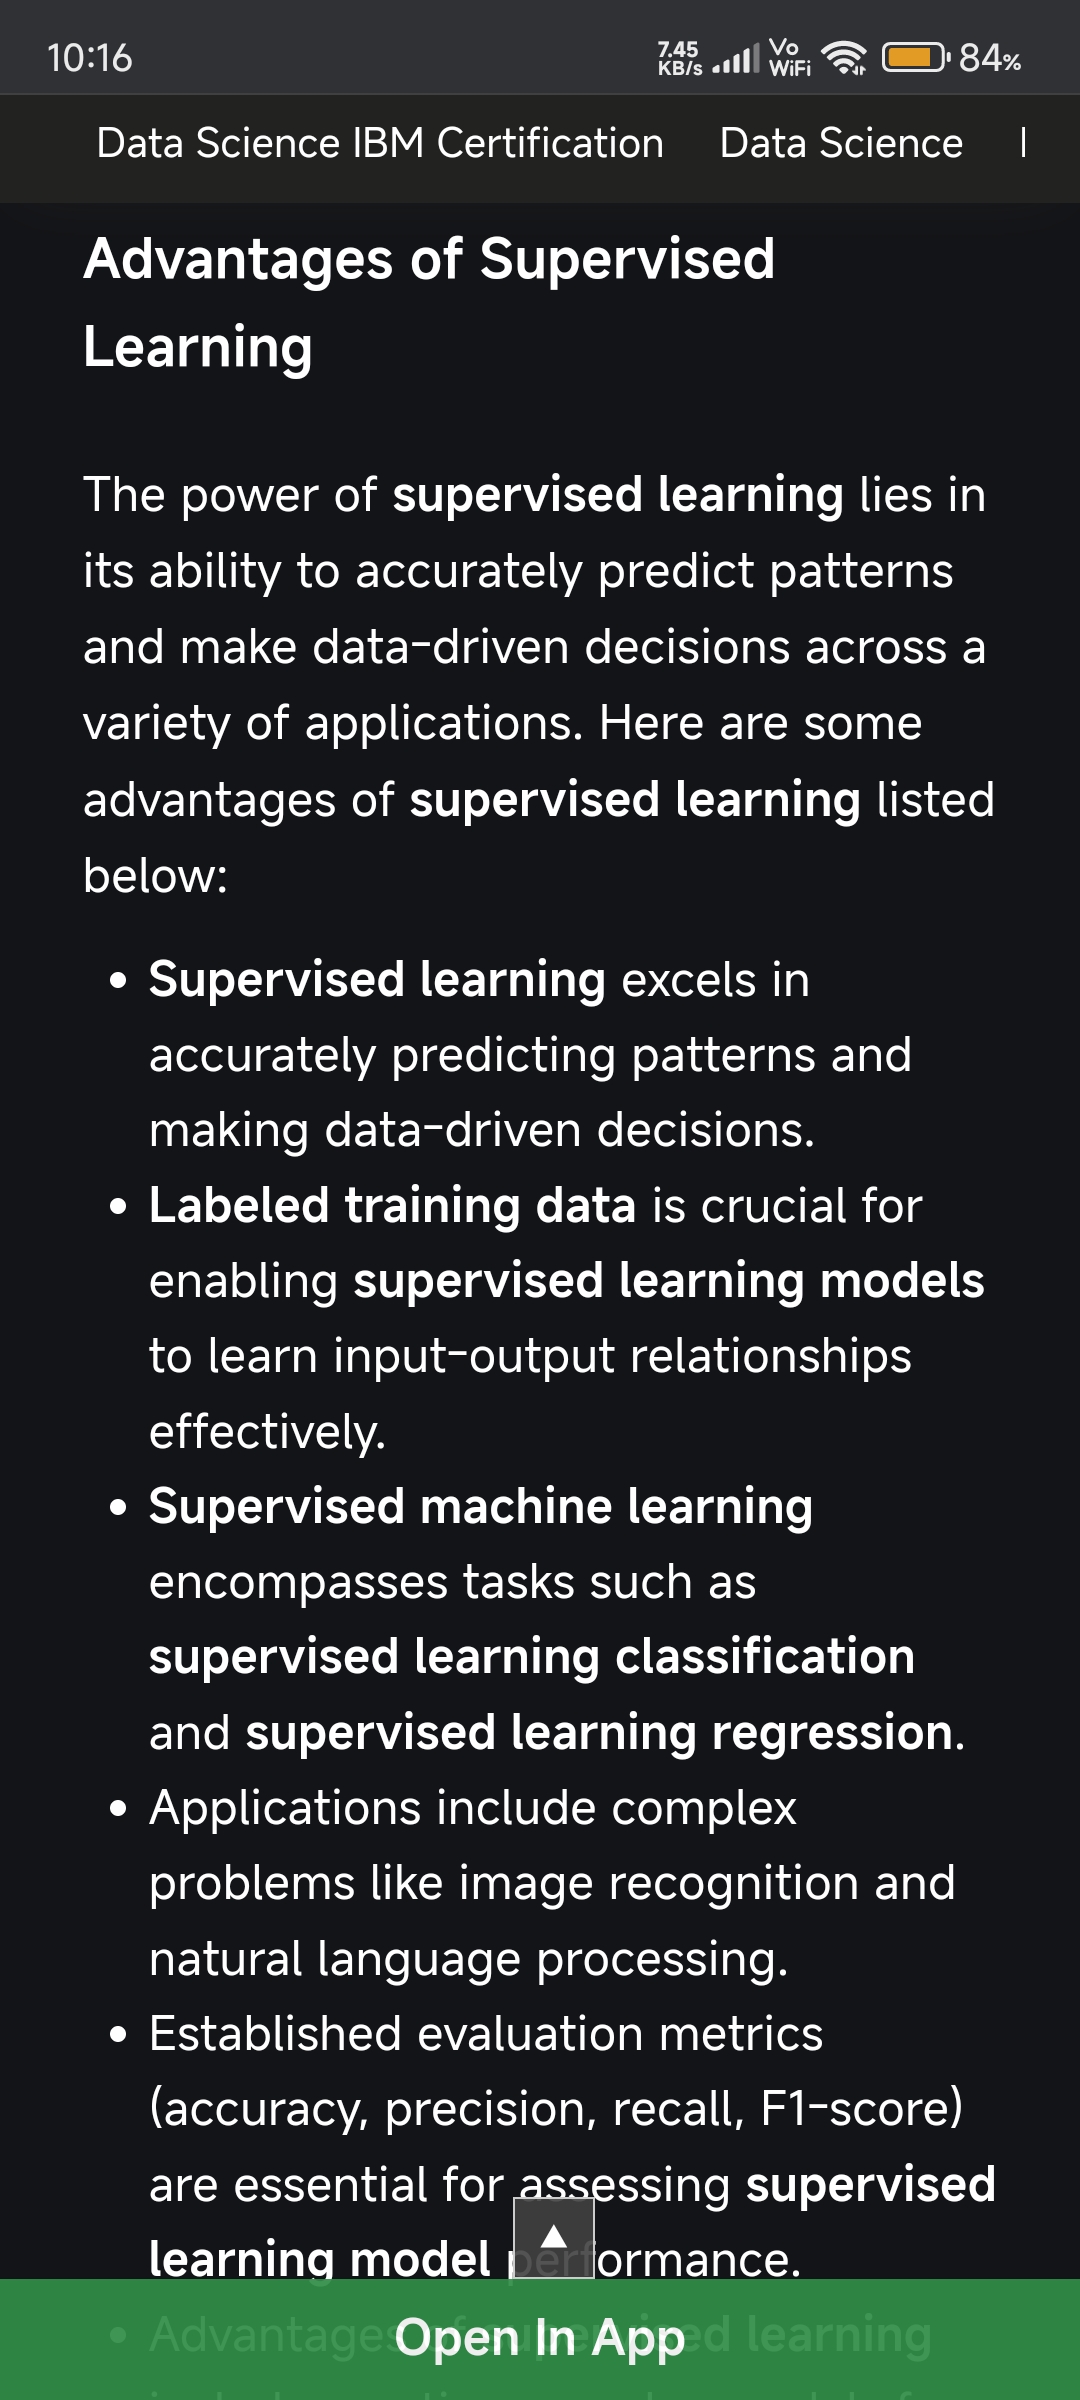 10:16
7.45 KB/s Vo WiFi 84%
Data Science IBM Certification Data Science
Advantages of Supervised
Learning
The power of supervised learning lies in
its ability to accurately predict patterns
and make data-driven decisions across a
variety of applications. Here are some
advantages of supervised learning listed
below:
• Supervised learning excels in
accurately predicting patterns and
making data-driven decisions.
• Labeled training data is crucial for
enabling supervised learning models
to learn input-output relationships
effectively.
• Supervised machine learning
encompasses tasks such as
supervised learning classification
and supervised learning regression.
• Applications include complex
problems like image recognition and
natural language processing.
• Established evaluation metrics
(accuracy, precision, recall, F1-score)
are essential for assessing supervised
learning model performance.
• Advantages learning
Open In App